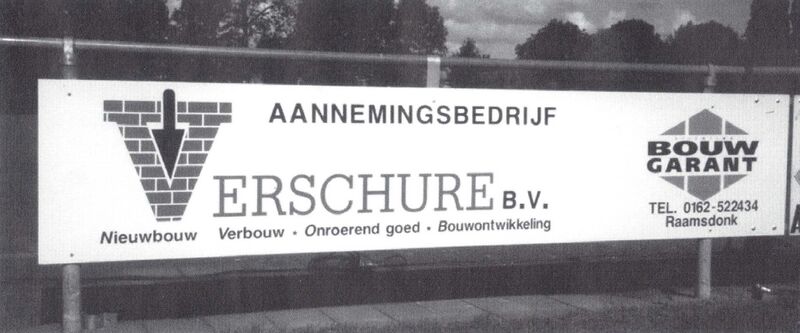 AANNEMINGSBEDRIJF
VERSCHURE B.V.
Nieuwbouw Verbouw • Onroerend goed • Bouwontwikkeling
BOUW
GARANT
TEL. 0162-522434
Raamsdonk